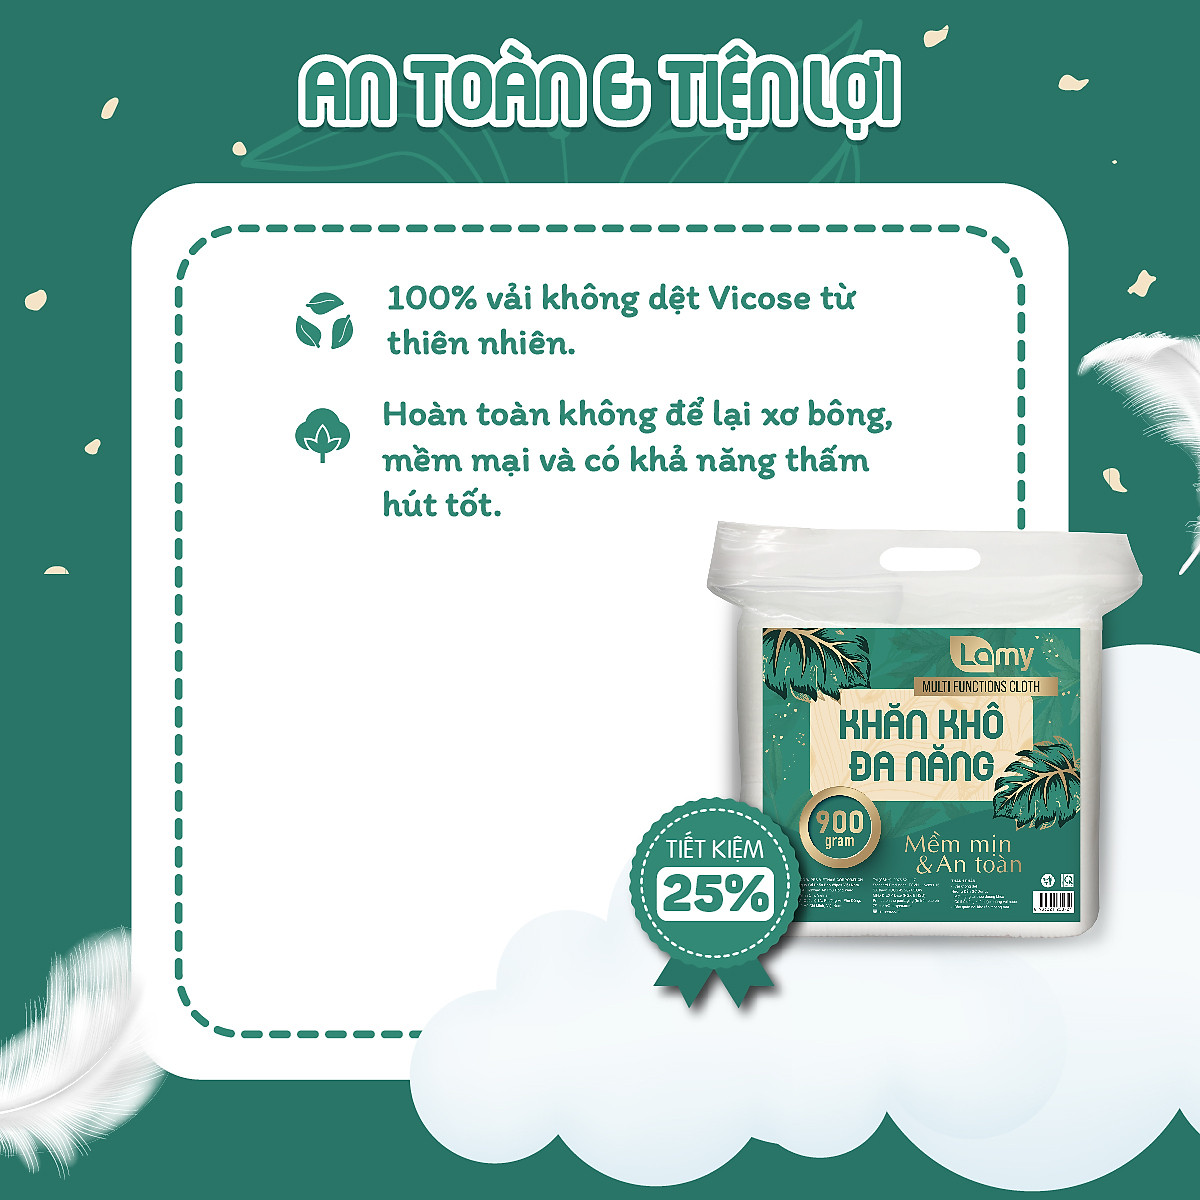 AN TOÀN & TIỆN LỢI
100% vải không dệt Vicose từ
thiên nhiên.
Hoàn toàn không để lại xơ bông,
mềm mại và có khả năng thấm
hút tốt.
Lamy
MULTI FUNCTIONS CLOTH
KHĂN KHÔ
ĐA NĂNG
900
gram
Mềm mịn
& An toàn
TIẾT KIỆM
25%